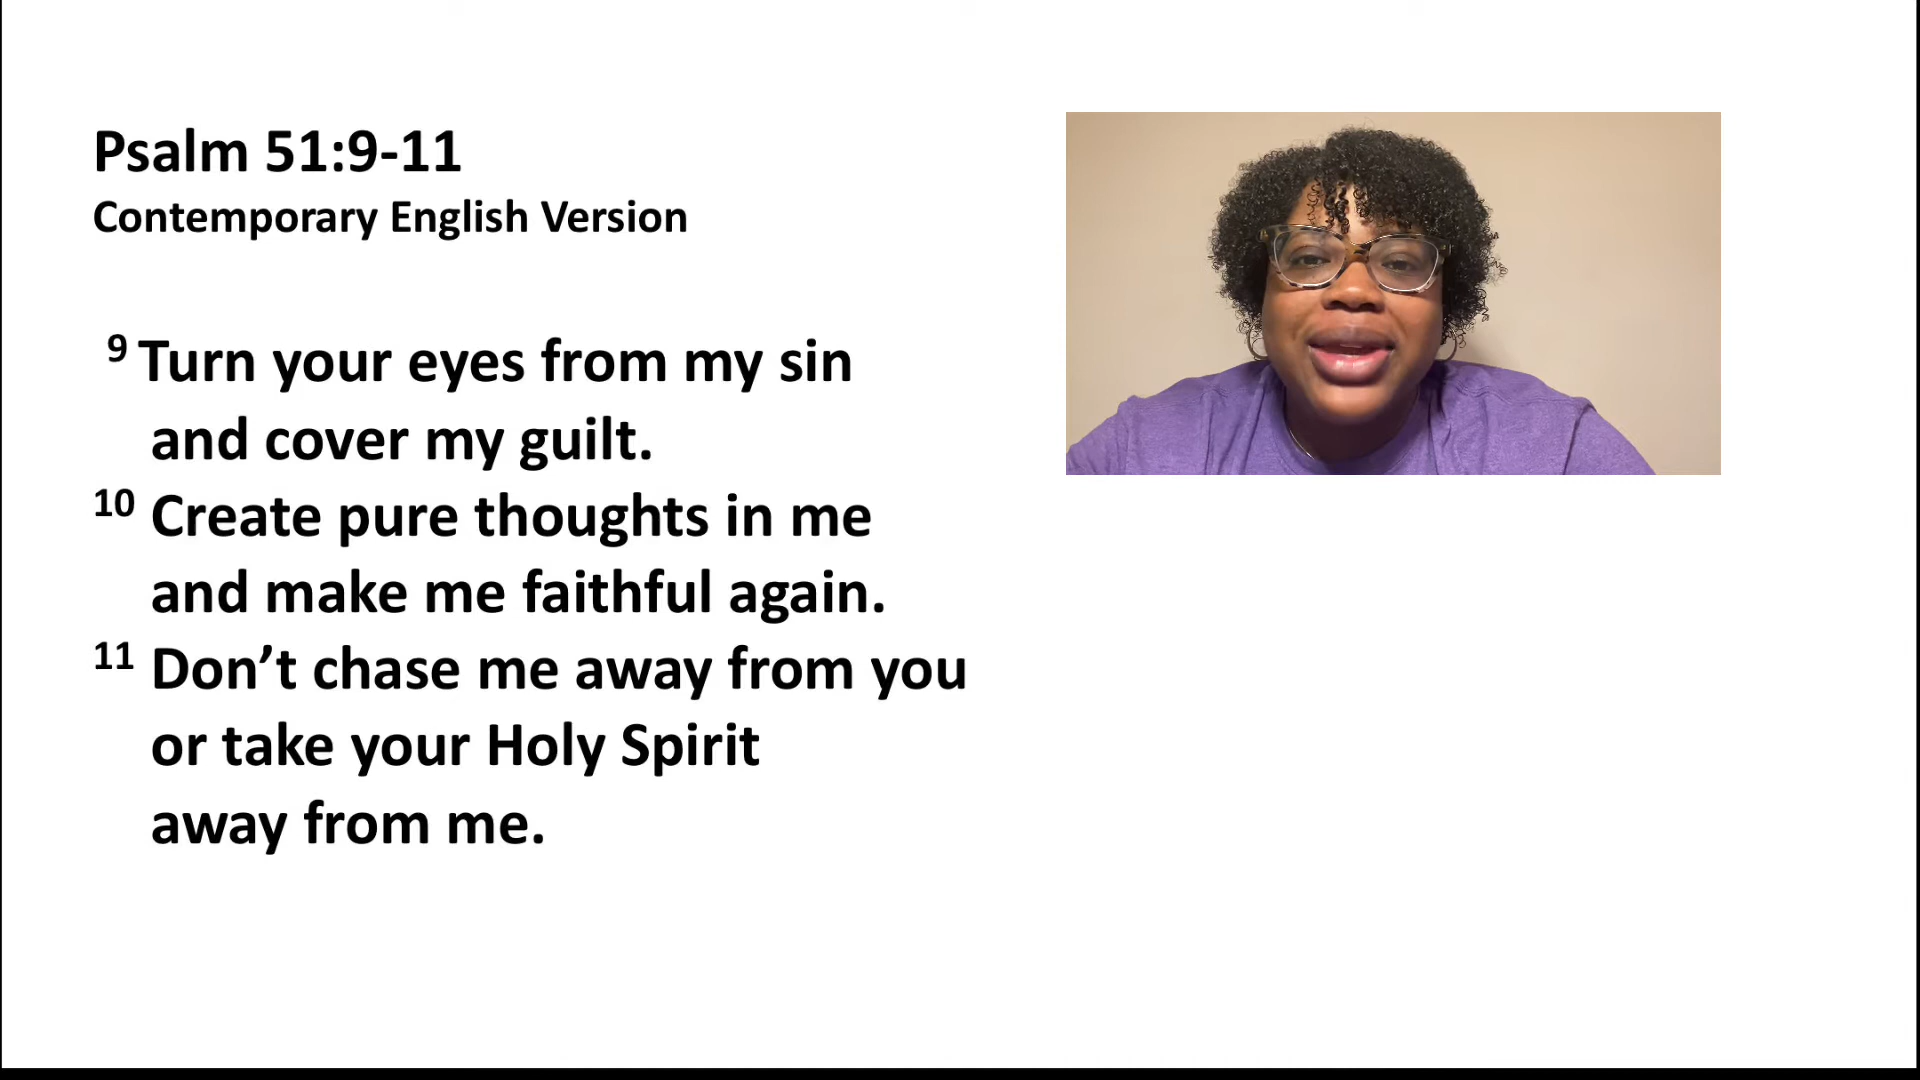 Psalm 51:9-11
Contemporary English Version
9 Turn your eyes from my sin
and cover my guilt.
10 Create pure thoughts in me
and make me faithful again.
11 Don’t chase me away from you
or take your Holy Spirit
away from me.